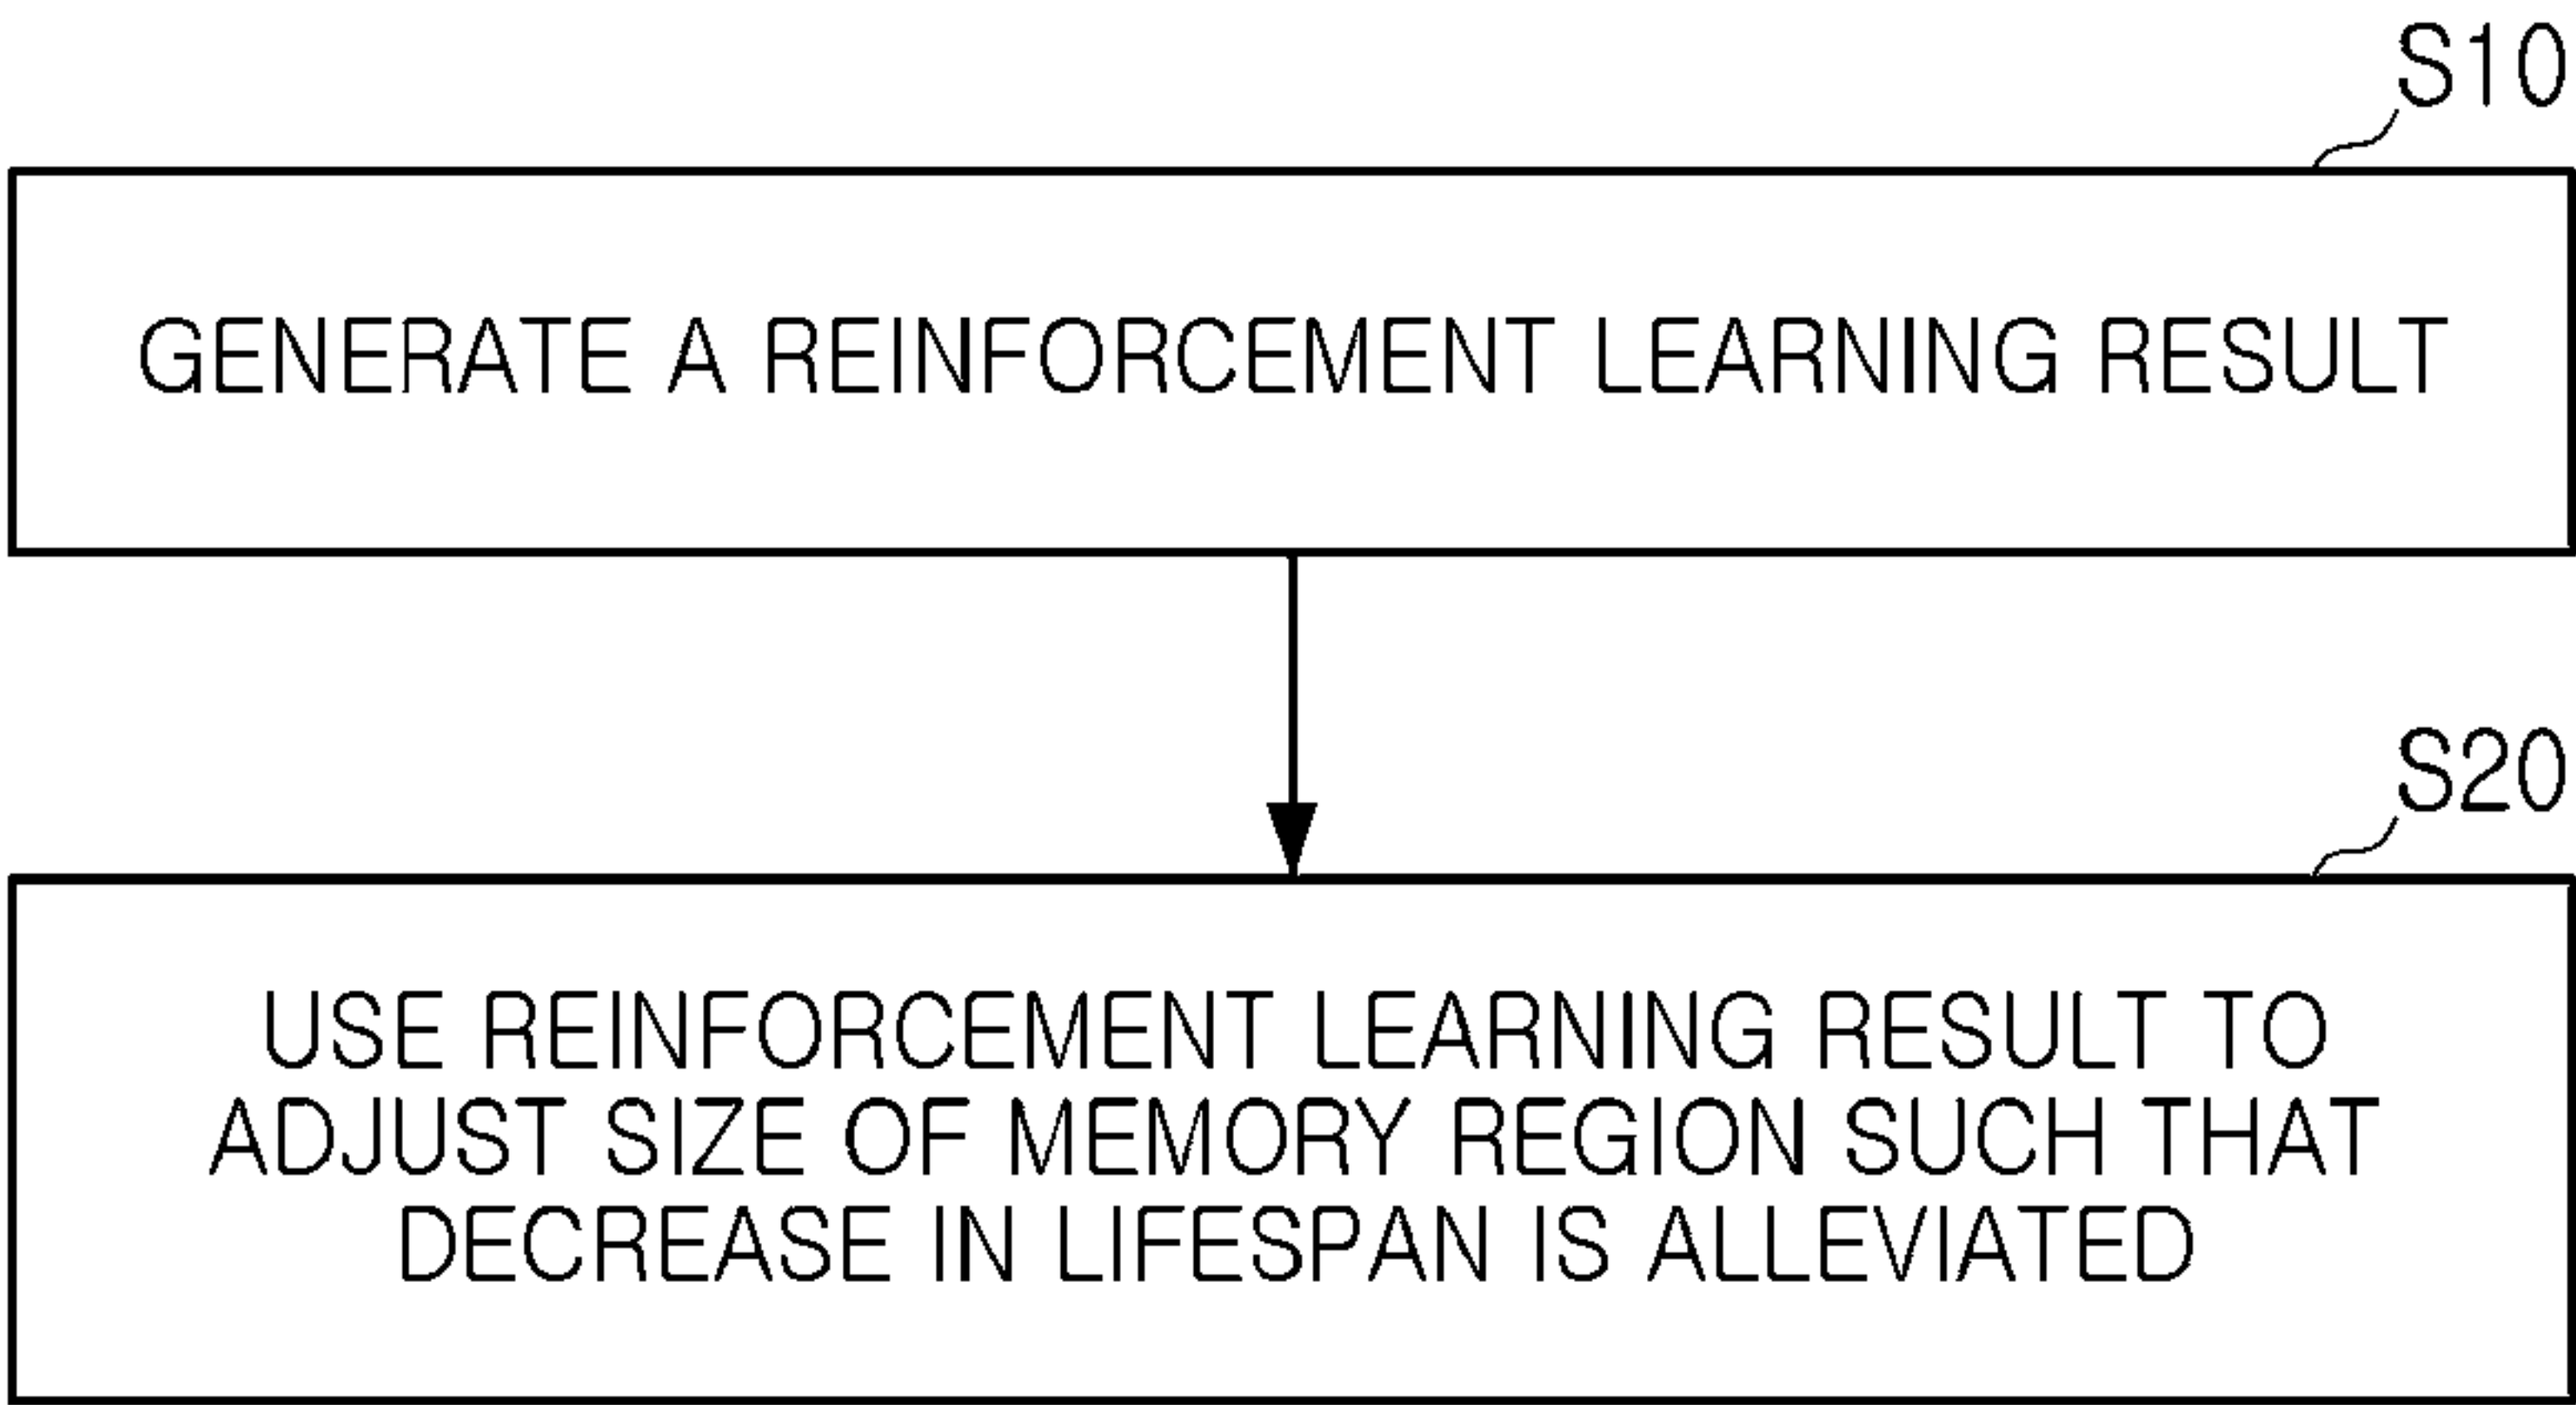 S10
GENERATE A REINFORCEMENT LEARNING RESULT
S20
USE REINFORCEMENT LEARNING RESULT TO
ADJUST SIZE OF MEMORY REGION SUCH THAT
DECREASE IN LIFESPAN IS ALLEVIATED